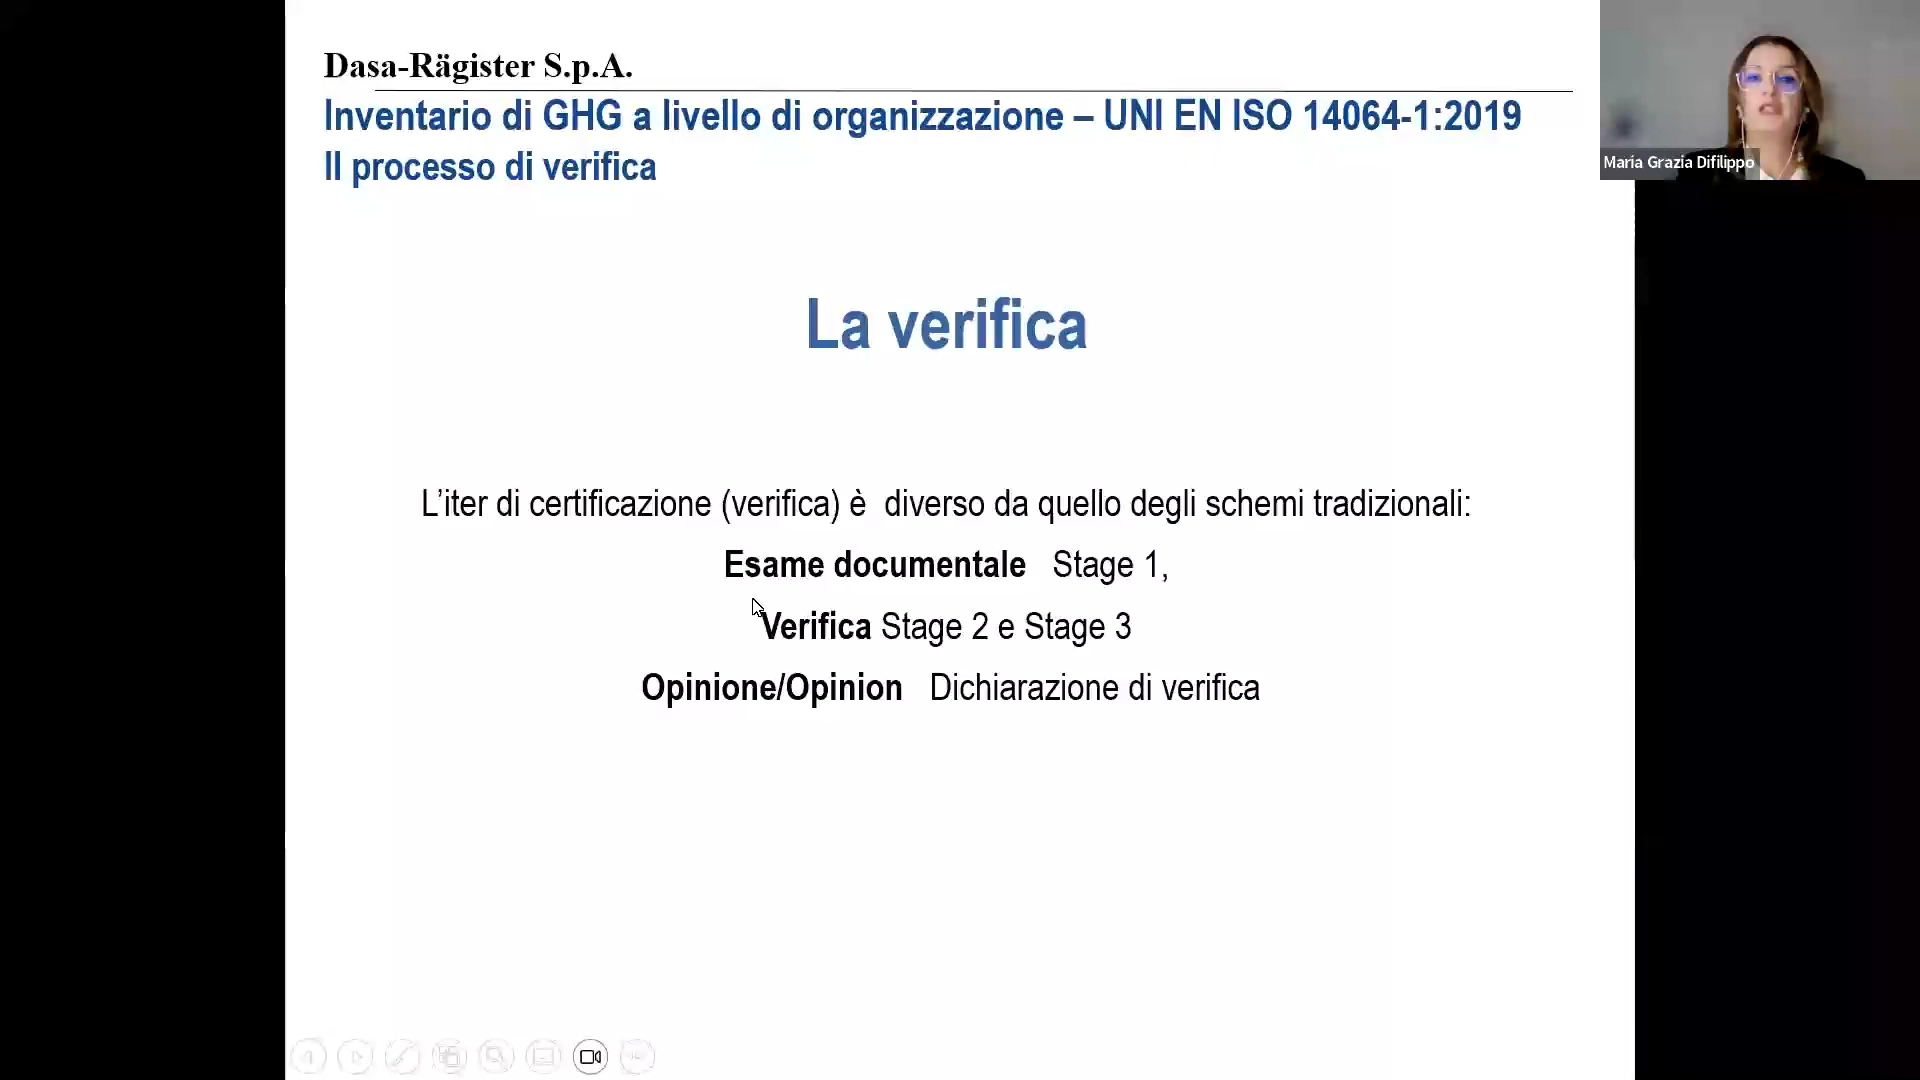 Dasa-Rägister S.p.A.
Inventario di GHG a livello di organizzazione – UNI EN ISO 14064-1:2019
Il processo di verifica
Maria Grazia Difilippo
La verifica
L’iter di certificazione (verifica) è diverso da quello degli schemi tradizionali:
Esame documentale Stage 1,
Verifica Stage 2 e Stage 3
Opinione/Opinion Dichiarazione di verifica